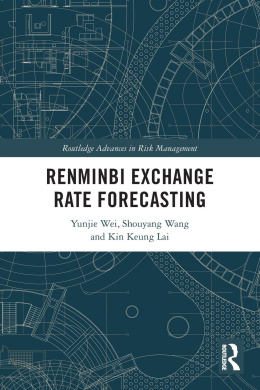 Routledge Advances in Risk Management
RENMINBI EXCHANGE
RATE FORECASTING
Yunjie Wei, Shouyang Wang
and Kin Keung Lai
R
ROUTLEDGE